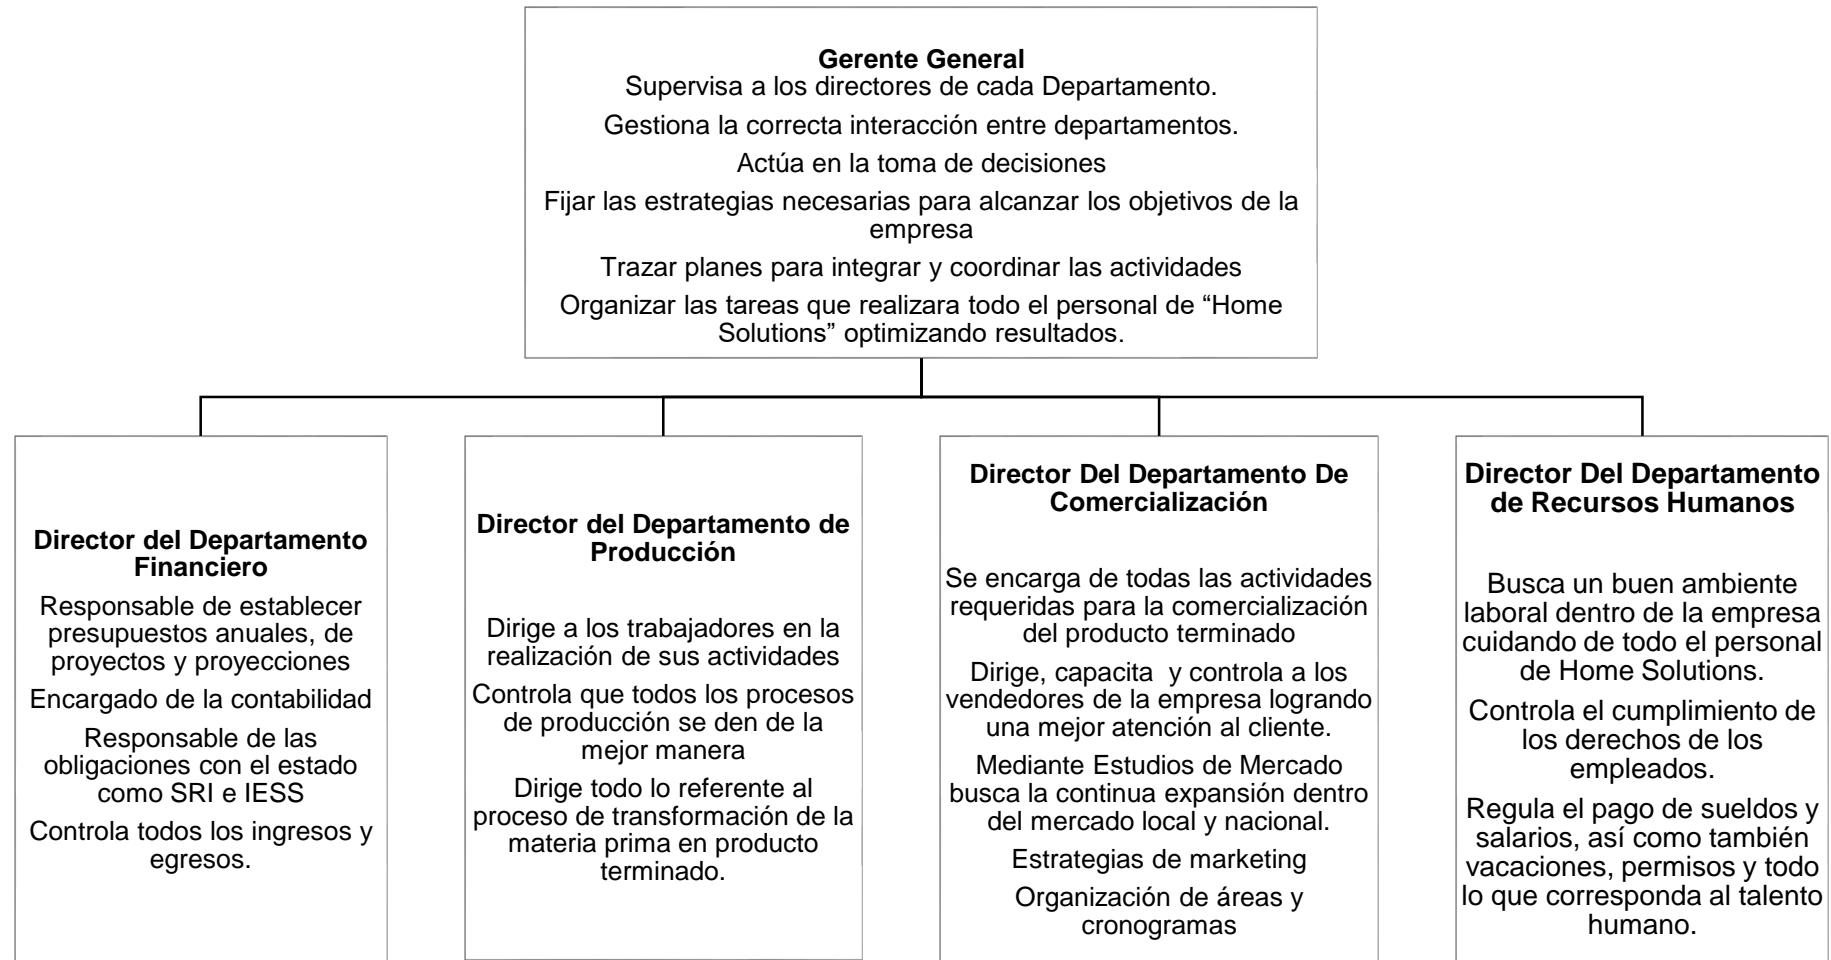 Gerente General
Supervisa a los directores de cada Departamento.
Gestiona la correcta interacción entre departamentos.
Actúa en la toma de decisiones
Fijar las estrategias necesarias para alcanzar los objetivos de la
empresa
Trazar planes para integrar y coordinar las actividades
Organizar las tareas que realizara todo el personal de “Home
Solutions” optimizando resultados.
Director del Departamento
Financiero
Responsable de establecer
presupuestos anuales, de
proyectos y proyecciones
Encargado de la contabilidad
Responsable de las
obligaciones con el estado
como SRI e IESS
Controla todos los ingresos y
egresos.
Director del Departamento de
Producción
Dirige a los trabajadores en la
realización de sus actividades
Controla que todos los procesos
de producción se den de la
mejor manera
Dirige todo lo referente al
proceso de transformación de la
materia prima en producto
terminado.
Director Del Departamento De
Comercialización
Se encarga de todas las actividades
requeridas para la comercialización
del producto terminado
Dirige, capacita  y controla a los
vendedores de la empresa logrando
una mejor atención al cliente.
Mediante Estudios de Mercado
busca la continua expansión dentro
del mercado local y nacional.
Estrategias de marketing
Organización de áreas y
cronogramas
Director Del Departamento
de Recursos Humanos
Busca un buen ambiente
laboral dentro de la empresa
cuidando de todo el personal
de Home Solutions.
Controla el cumplimiento de
los derechos de los
empleados.
Regula el pago de sueldos y
salarios, así como también
vacaciones, permisos y todo
lo que corresponda al talento
humano.